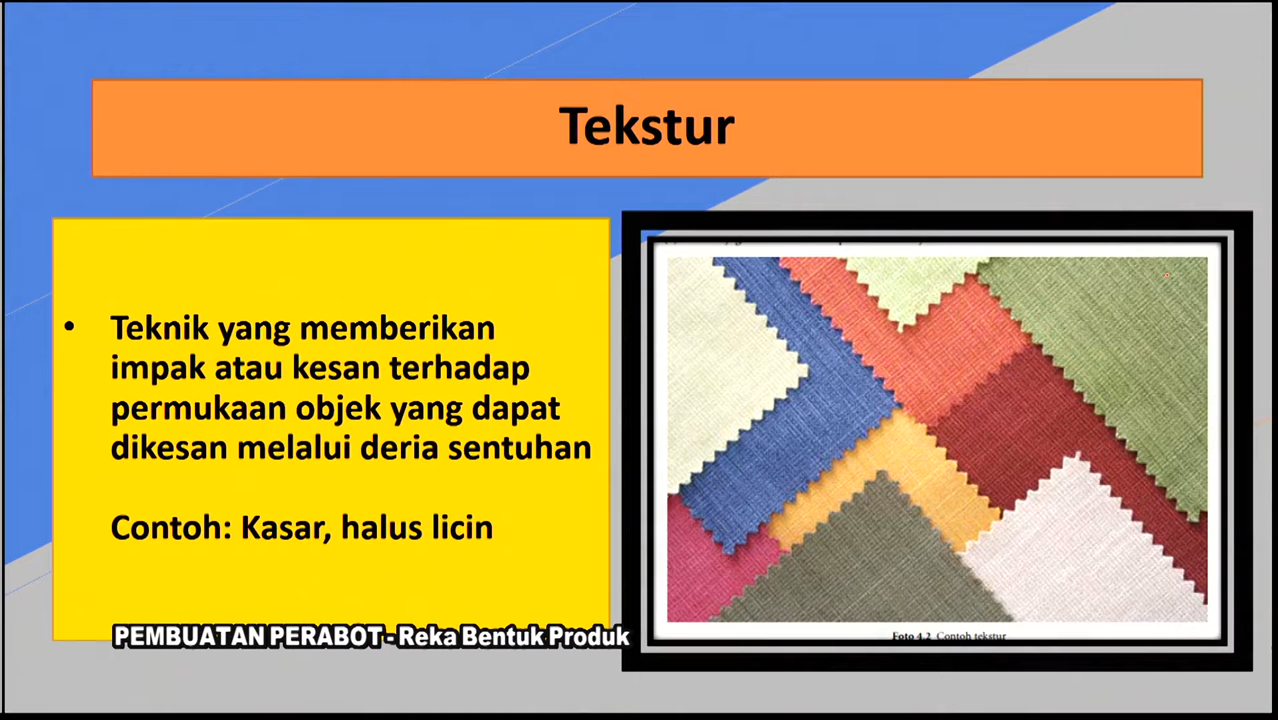 Tekstur
• Teknik yang memberikan
impak atau kesan terhadap
permukaan objek yang dapat
dikesan melalui deria sentuhan
Contoh: Kasar, halus licin
PEMBUATAN PERABOT - Reka Bentuk Produk
Foto 4.2 Contoh tekstur